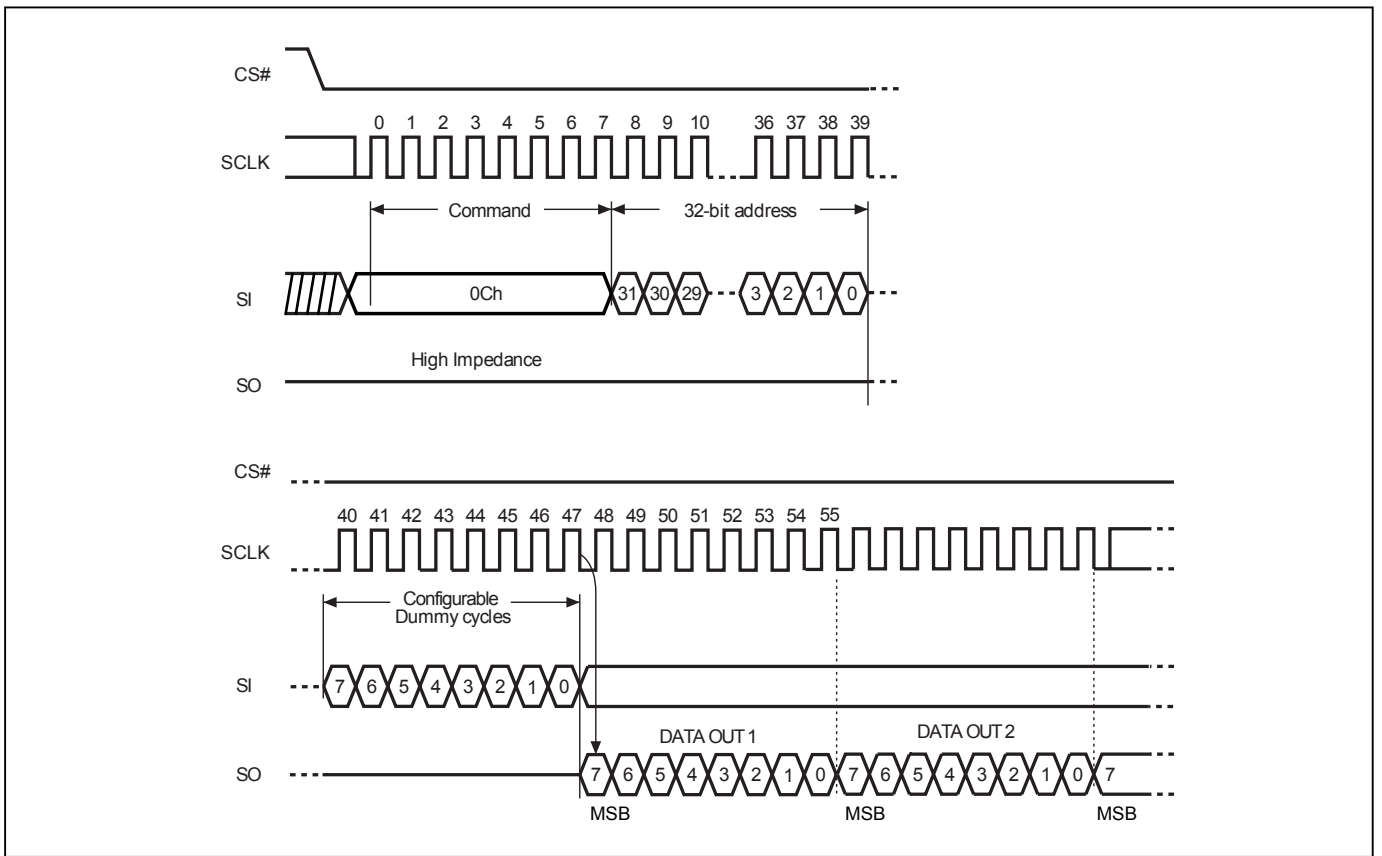 CS#
0 1 2 3 4 5 6 7 8 9 10 36 37 38 39
SCLK
Command 32-bit address
SI 0Ch 31 30 29 3 2 1 0
High Impedance
SO
CS#
40 41 42 43 44 45 46 47 48 49 50 51 52 53 54 55
SCLK
Configurable
Dummy cycles
SI 7 6 5 4 3 2 1 0
DATA OUT 1 DATA OUT 2
SO 7 6 5 4 3 2 1 0 7 6 5 4 3 2 1 0 7
MSB MSB MSB